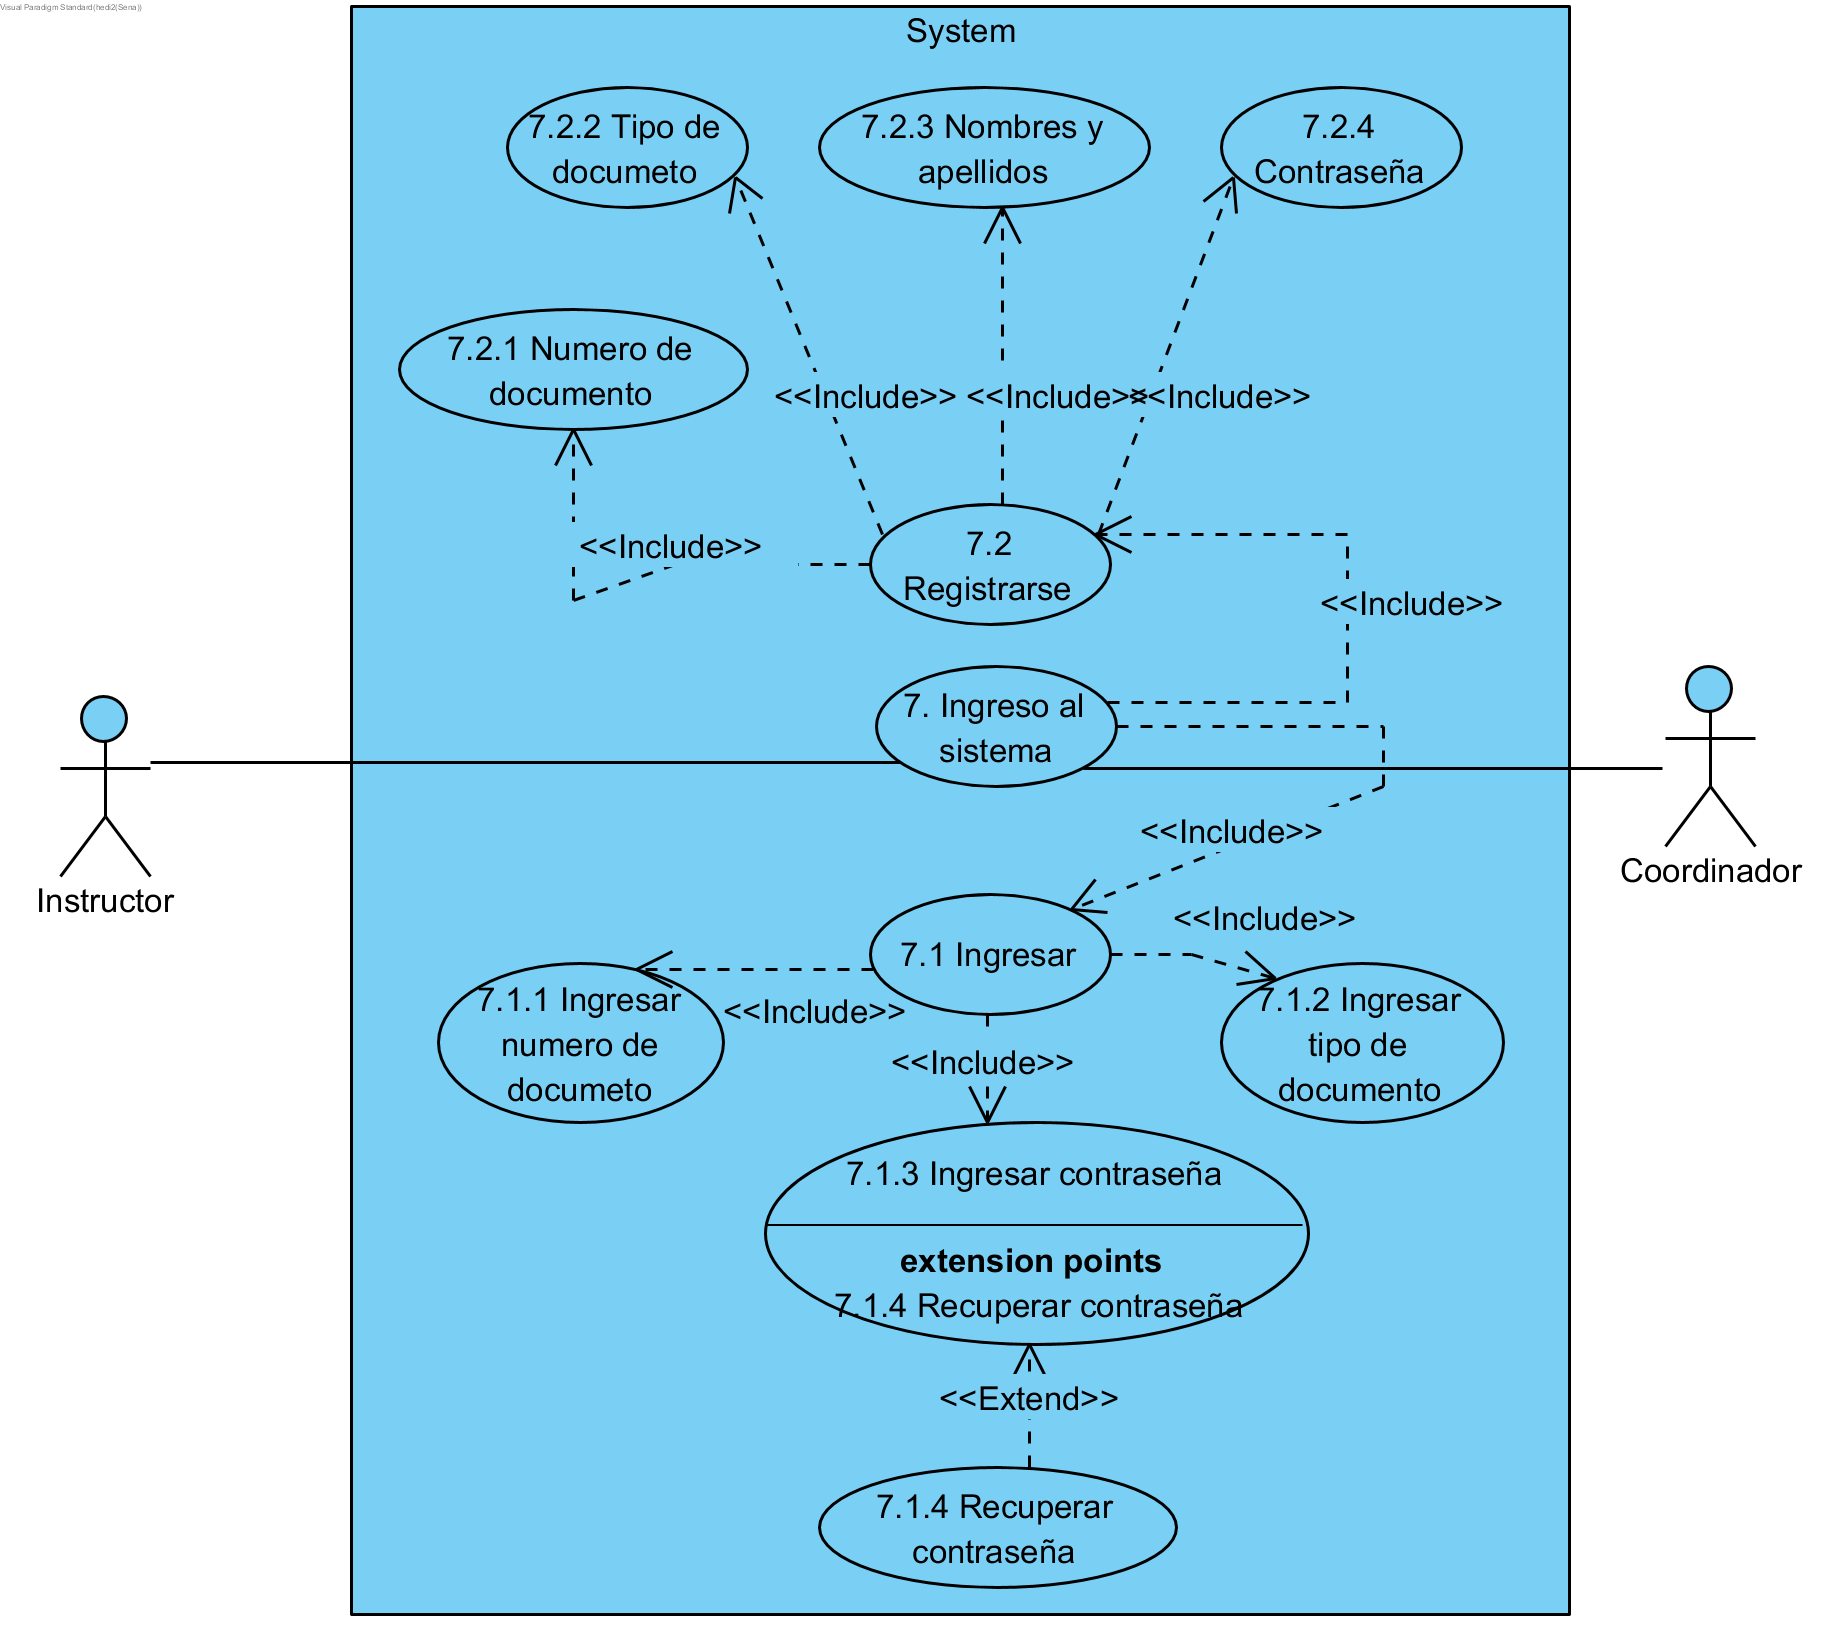 Visual Paradigm Standard(hedi2(Sena))
System
7.2.2 Tipo de
documeto
7.2.3 Nombres y
apellidos
7.2.4
Contraseña
7.2.1 Numero de
documento
<<Include>>
<<Include>>
<<Include>>
<<Include>>
7.2
Registrarse
<<Include>>
7. Ingreso al
sistema
Instructor
Coordinador
<<Include>>
7.1 Ingresar
<<Include>>
<<Include>>
7.1.1 Ingresar
numero de
documeto
<<Include>>
7.1.2 Ingresar
tipo de
documento
7.1.3 Ingresar contraseña
extension points
7.1.4 Recuperar contraseña
<<Extend>>
7.1.4 Recuperar
contraseña